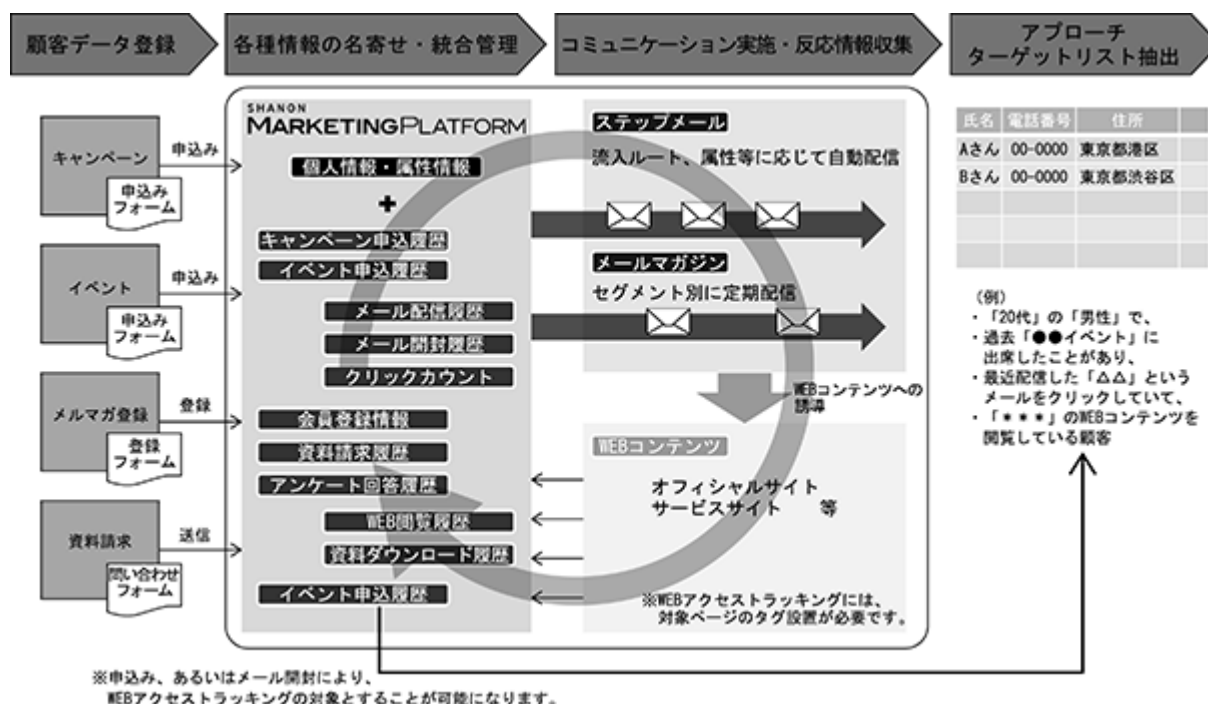 顧客データ登録
各種情報の名寄せ・統合管理
コミュニケーション実施・反応情報収集
アプローチ
ターゲットリスト抽出
キャンペーン
申込み
フォーム
申込み
イベント
申込み
フォーム
申込み
メルマガ登録
登録
フォーム
登録
資料請求
問い合わせ
フォーム
送信
SHANON
MARKETINGPLATFORM
個人情報・属性情報
+
キャンペーン申込履歴
イベント申込履歴
メール配信履歴
メール開封履歴
クリックカウント
会員登録情報
資料請求履歴
アンケート回答履歴
WEB閲覧履歴
資料ダウンロード履歴
イベント申込履歴
ステップメール
流入ルート、属性等に応じて自動配信
メールマガジン
セグメント別に定期配信
WEBコンテンツへの
誘導
WEBコンテンツ
オフィシャルサイト
サービスサイト 等
※WEBアクセストラッキングには、
対象ページのタグ設置が必要です。
氏名 電話番号 住所
Aさん 00-0000 東京都港区
Bさん 00-0000 東京都渋谷区
(例)
・「20代」の「男性」で、
・過去「●●イベント」に
出席したことがあり、
・最近配信した「△△」という
メールをクリックしていて、
・「＊＊＊」のWEBコンテンツを
閲覧している顧客
※申込み、あるいはメール開封により、
WEBアクセストラッキングの対象とすることが可能になります。